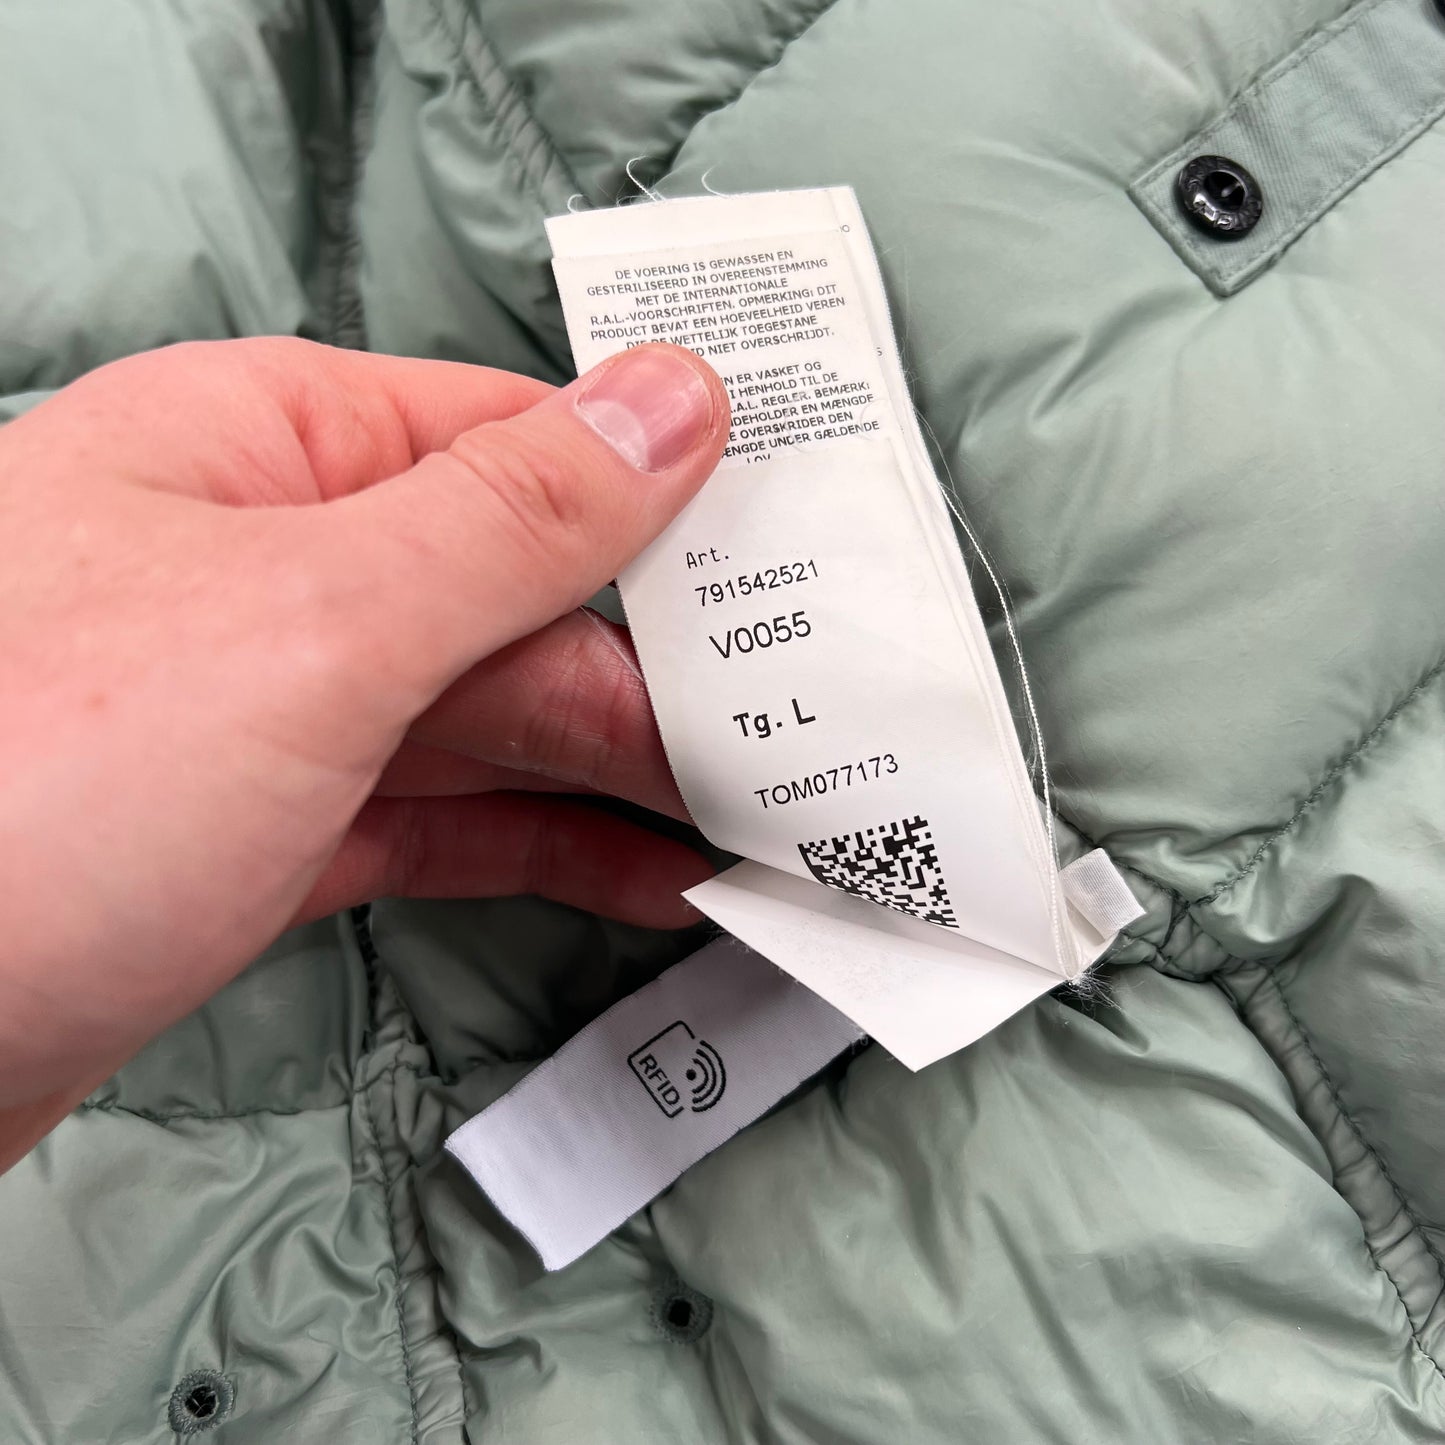 DE VOERING IS GEWASSEN EN
GESTERILISEERD IN OVEREENSTEMMING
MET DE INTERNATIONALE
R.A.L.-VOORSCHRIFTEN. OPMERKING: DIT
PRODUCT BEVAT EEN HOEVEELHEID VEREN
DIE DE WETTELIJK TOEGESTANE
NIET OVERSCHRIJDT.
ER VASKET OG
I HENHOLD TIL DE
R.A.L. REGLER. BEMÆRK:
INDEHOLDER EN MÆNGDE
OVERSKRIDER DEN
UNDER GÆLDENDE
LOV
Art.
791542521
V0055
Tg. L
TOM077173
RFID